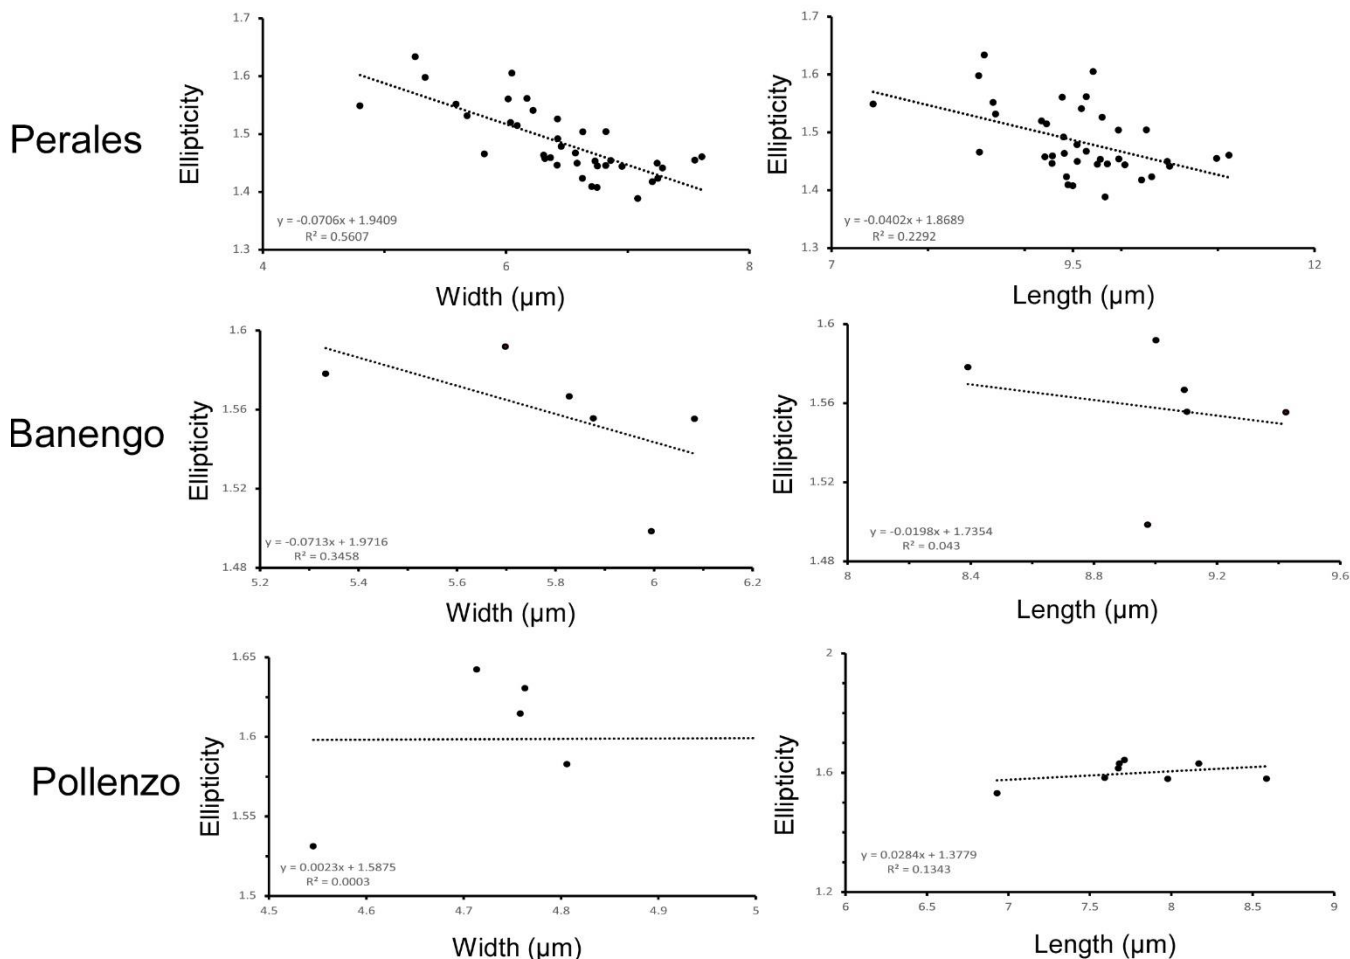 Perales
Ellipticity
1.7
1.6
1.5
1.4
1.3
y = -0.0706x + 1.9409
R² = 0.5607
4
6
8
Width (µm)
Ellipticity
1.7
1.6
1.5
1.4
1.3
y = -0.0402x + 1.8689
R² = 0.2292
7
9.5
12
Length (µm)
Banengo
Ellipticity
1.6
1.56
1.52
1.48
y = -0.0713x + 1.9716
R² = 0.3458
5.2
5.4
5.6
5.8
6
6.2
Width (µm)
Ellipticity
1.6
1.56
1.52
1.48
y = -0.0198x + 1.7354
R² = 0.043
8
8.4
8.8
9.2
9.6
Length (µm)
Pollenzo
Ellipticity
1.65
1.6
1.55
1.5
y = 0.0023x + 1.5875
R² = 0.0003
4.5
4.6
4.7
4.8
4.9
5
Width (µm)
Ellipticity
2
1.6
1.2
y = 0.0284x + 1.3779
R² = 0.1343
6
6.5
7
7.5
8
8.5
9
Length (µm)